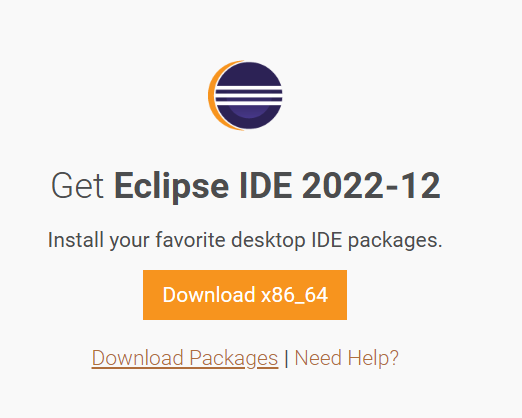 Get Eclipse IDE 2022-12
Install your favorite desktop IDE packages.
Download x86_64
Download Packages | Need Help?